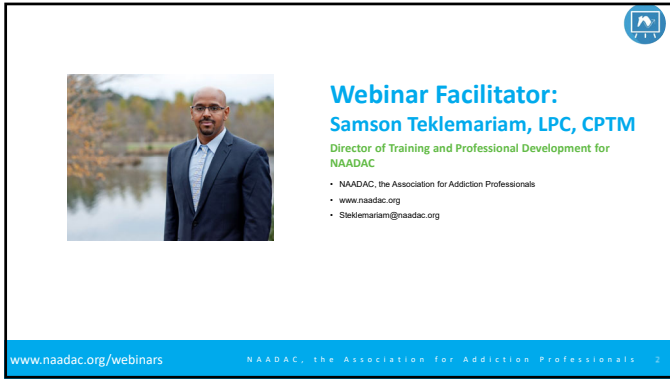 Webinar Facilitator:
Samson Teklemariam, LPC, CPTM
Director of Training and Professional Development for
NAADAC
• NAADAC, the Association for Addiction Professionals
• www.naadac.org
• Steklemariam@naadac.org
www.naadac.org/webinars
NAADAC, the Association for Addiction Professionals 2